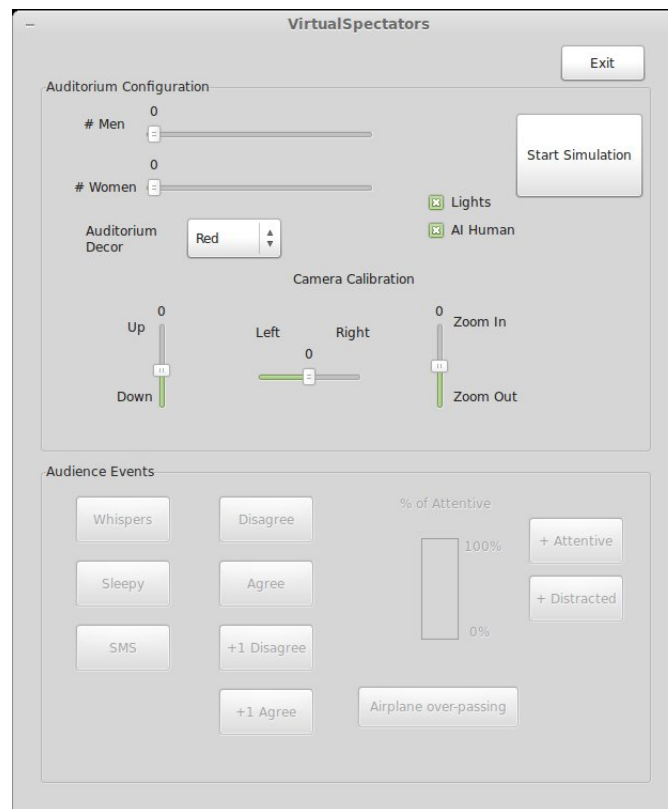 VirtualSpectators
Exit
Auditorium Configuration
0
# Men
Start Simulation
0
# Women
Lights
Auditorium
Decor
Red
AI Human
Camera Calibration
0
Up
Down
Left
Right
0
0
Zoom In
Zoom Out
Audience Events
Whispers
Disagree
% of Attentive
100%
0%
+ Attentive
Sleepy
Agree
+ Distracted
SMS
+1 Disagree
+1 Agree
Airplane over-passing